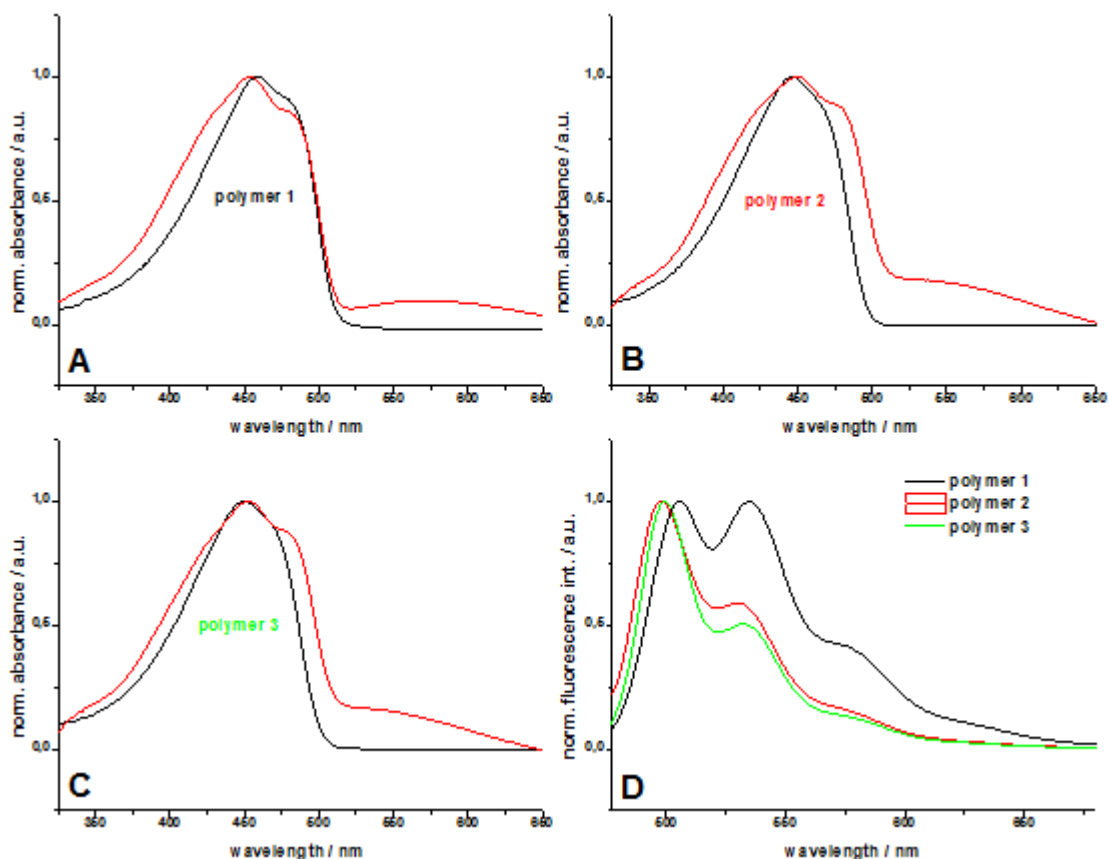 1,0
0,5
0,0
norm. absorbance / a.u.
polymer 1
A
350 400 450 500 550 600 650
wavelength / nm
1,0
0,5
0,0
norm. absorbance / a.u.
polymer 2
B
350 400 450 500 550 600 650
wavelength / nm
1,0
0,5
0,0
norm. absorbance / a.u.
polymer 3
C
350 400 450 500 550 600 650
wavelength / nm
1,0
0,5
0,0
norm. fluorescence int. / a.u.
polymer 1
polymer 2
polymer 3
D
500 550 600 650
wavelength / nm